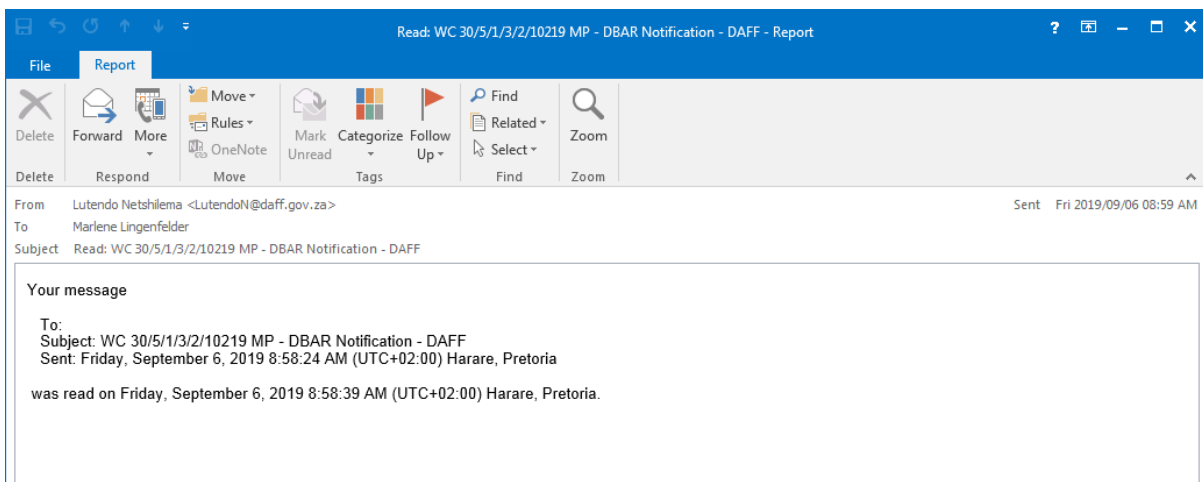 Read: WC 30/5/1/3/2/10219 MP - DBAR Notification - DAFF - Report
File Report
Delete Forward More Move Rules OneNote Mark Unread Categorize Follow Up Find Related Select Zoom
Delete Respond Move Tags Find Zoom
From Lutendo Netshilema <LutendoN@daff.gov.za> Sent Fri 2019/09/06 08:59 AM
To Marlene Lingenfelder
Subject Read: WC 30/5/1/3/2/10219 MP - DBAR Notification - DAFF
Your message
To:
Subject: WC 30/5/1/3/2/10219 MP - DBAR Notification - DAFF
Sent: Friday, September 6, 2019 8:58:24 AM (UTC+02:00) Harare, Pretoria
was read on Friday, September 6, 2019 8:58:39 AM (UTC+02:00) Harare, Pretoria.